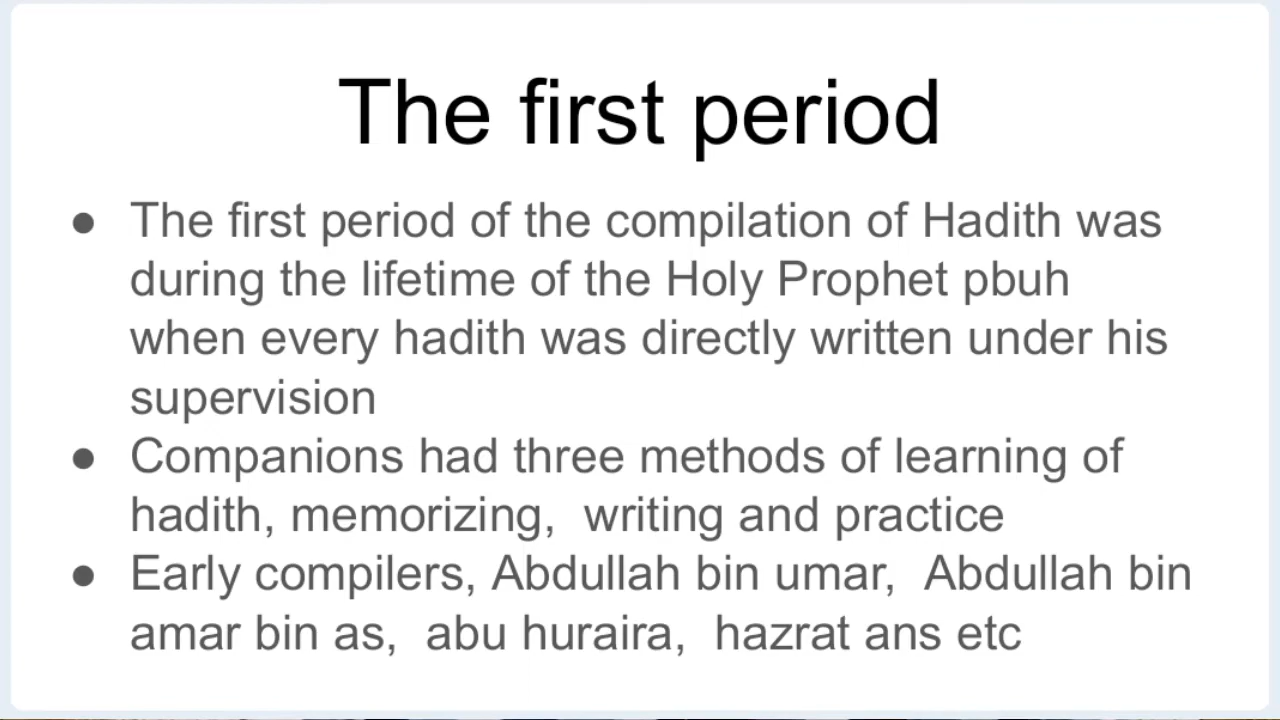 The first period
● The first period of the compilation of Hadith was
during the lifetime of the Holy Prophet pbuh
when every hadith was directly written under his
supervision
● Companions had three methods of learning of
hadith, memorizing,  writing and practice
● Early compilers, Abdullah bin umar,  Abdullah bin
amar bin as,  abu huraira,  hazrat ans etc